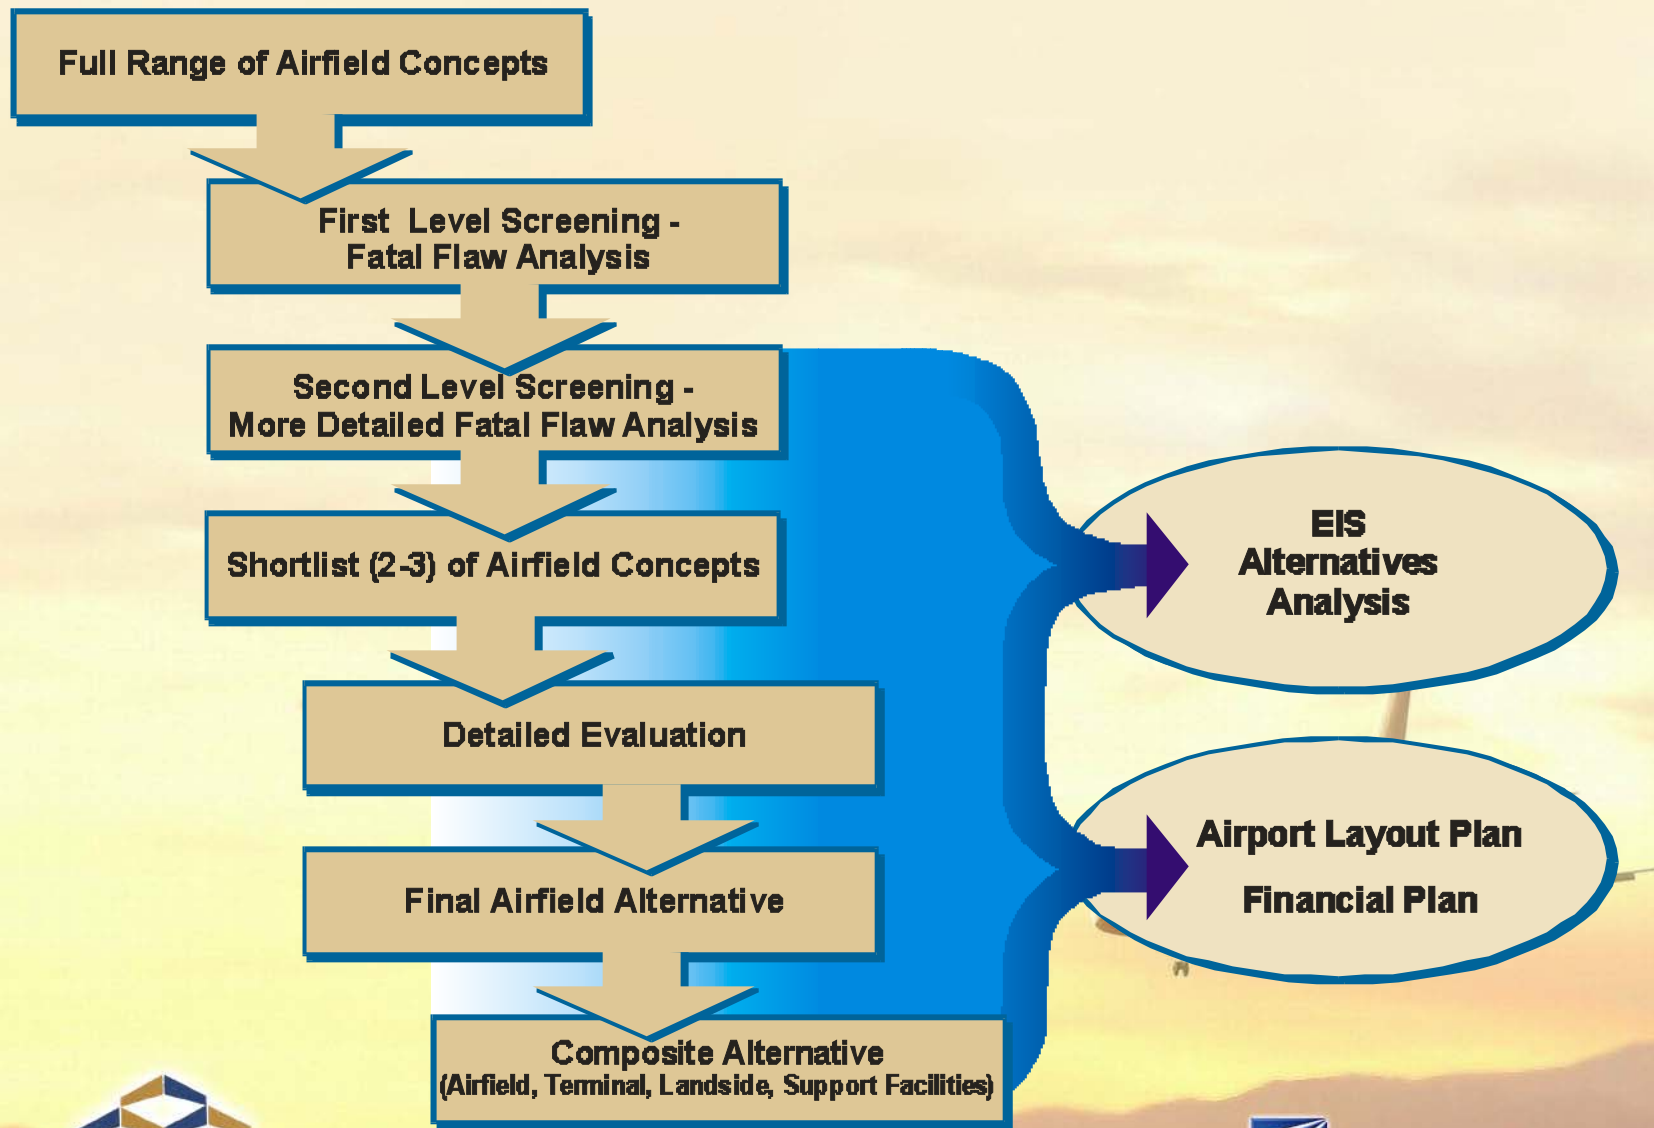 Full Range of Airfield Concepts
First Level Screening -
Fatal Flaw Analysis
Second Level Screening -
More Detailed Fatal Flaw Analysis
Shortlist (2-3) of Airfield Concepts
Detailed Evaluation
Final Airfield Alternative
Composite Alternative
(Airfield, Terminal, Landside, Support Facilities)
EIS
Alternatives
Analysis
Airport Layout Plan
Financial Plan